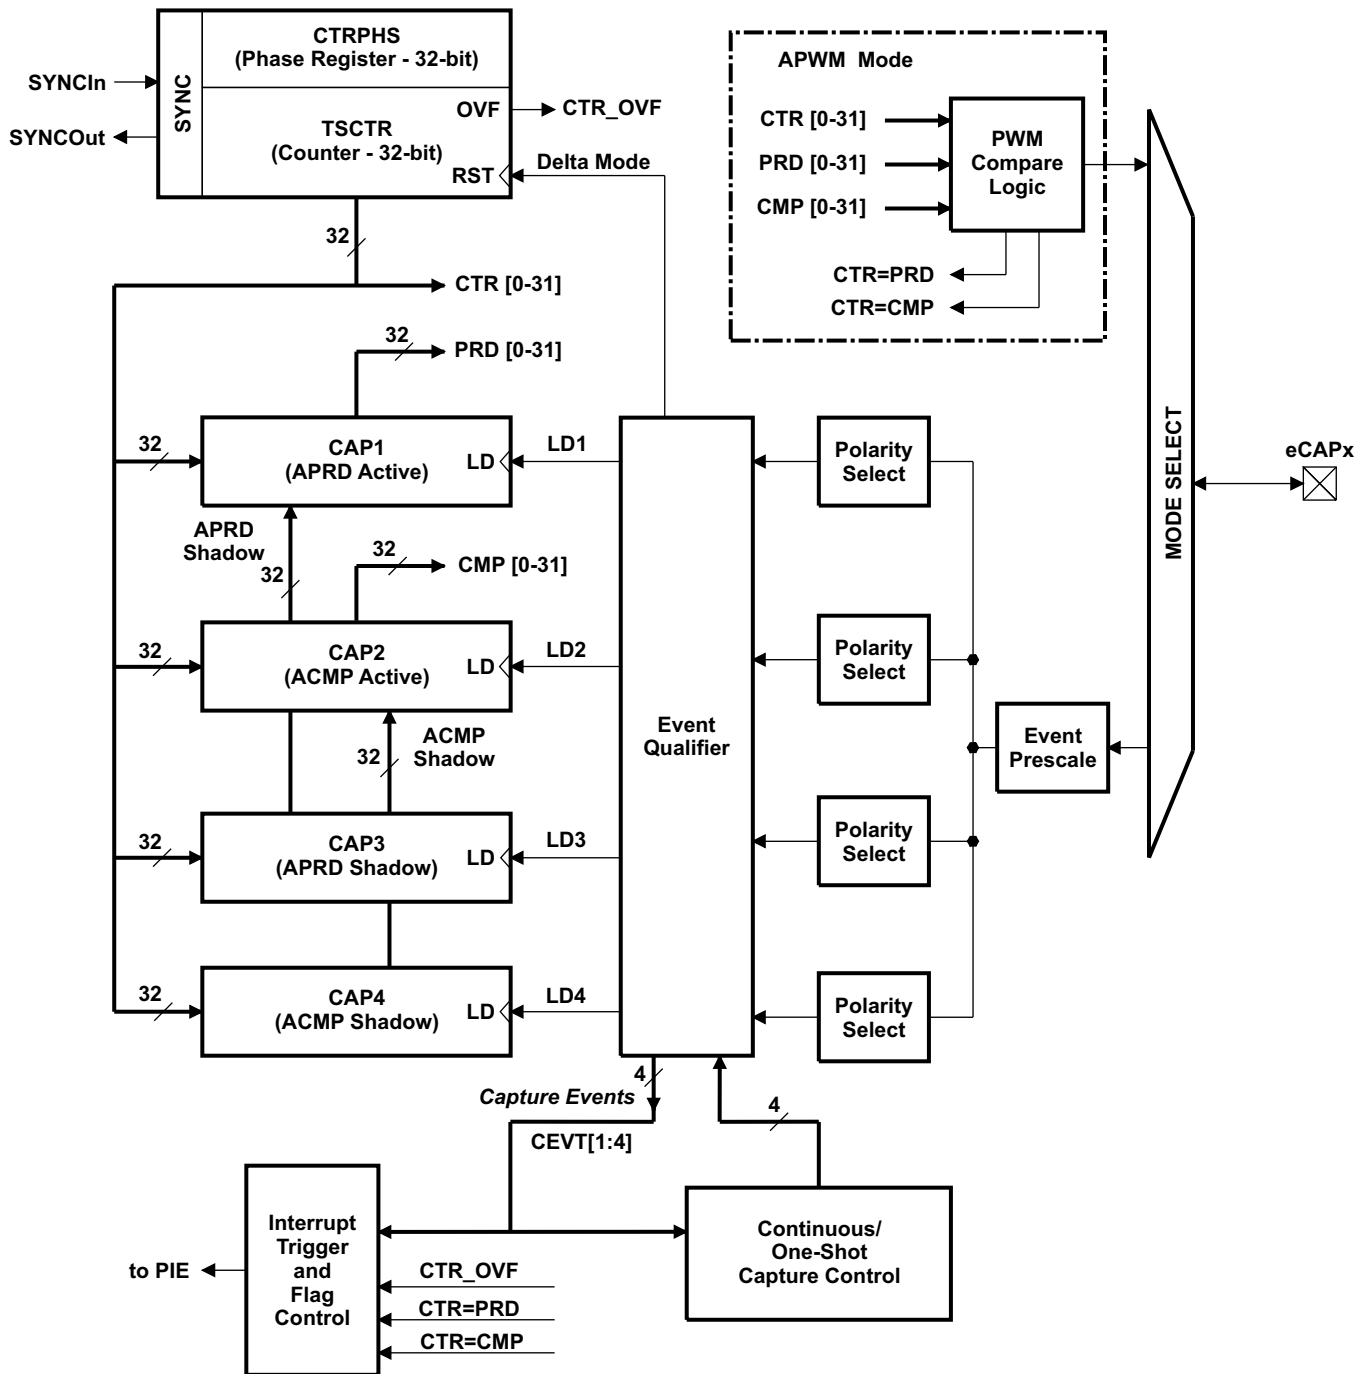 CTRPHS
(Phase Register - 32-bit)
APWM Mode
SYNCIn
SYNC
OVF
CTR_OVF
SYNCOut
TSCTR
(Counter - 32-bit)
RST
Delta Mode
CTR [0-31]
PRD [0-31]
CMP [0-31]
PWM
Compare
Logic
32
CTR [0-31]
CTR=PRD
CTR=CMP
32
PRD [0-31]
32
CAP1
(APRD Active)
LD
LD1
Polarity
Select
MODE SELECT
eCAPx
APRD
Shadow
32
32
CMP [0-31]
32
CAP2
(ACMP Active)
LD
LD2
Polarity
Select
ACMP
Shadow
32
Event
Qualifier
Event
Prescale
32
CAP3
(APRD Shadow)
LD
LD3
Polarity
Select
32
CAP4
(ACMP Shadow)
LD
LD4
Polarity
Select
4
Capture Events
CEVT[1:4]
4
Interrupt
Trigger
and
Flag
Control
Continuous/
One-Shot
Capture Control
to PIE
CTR_OVF
CTR=PRD
CTR=CMP